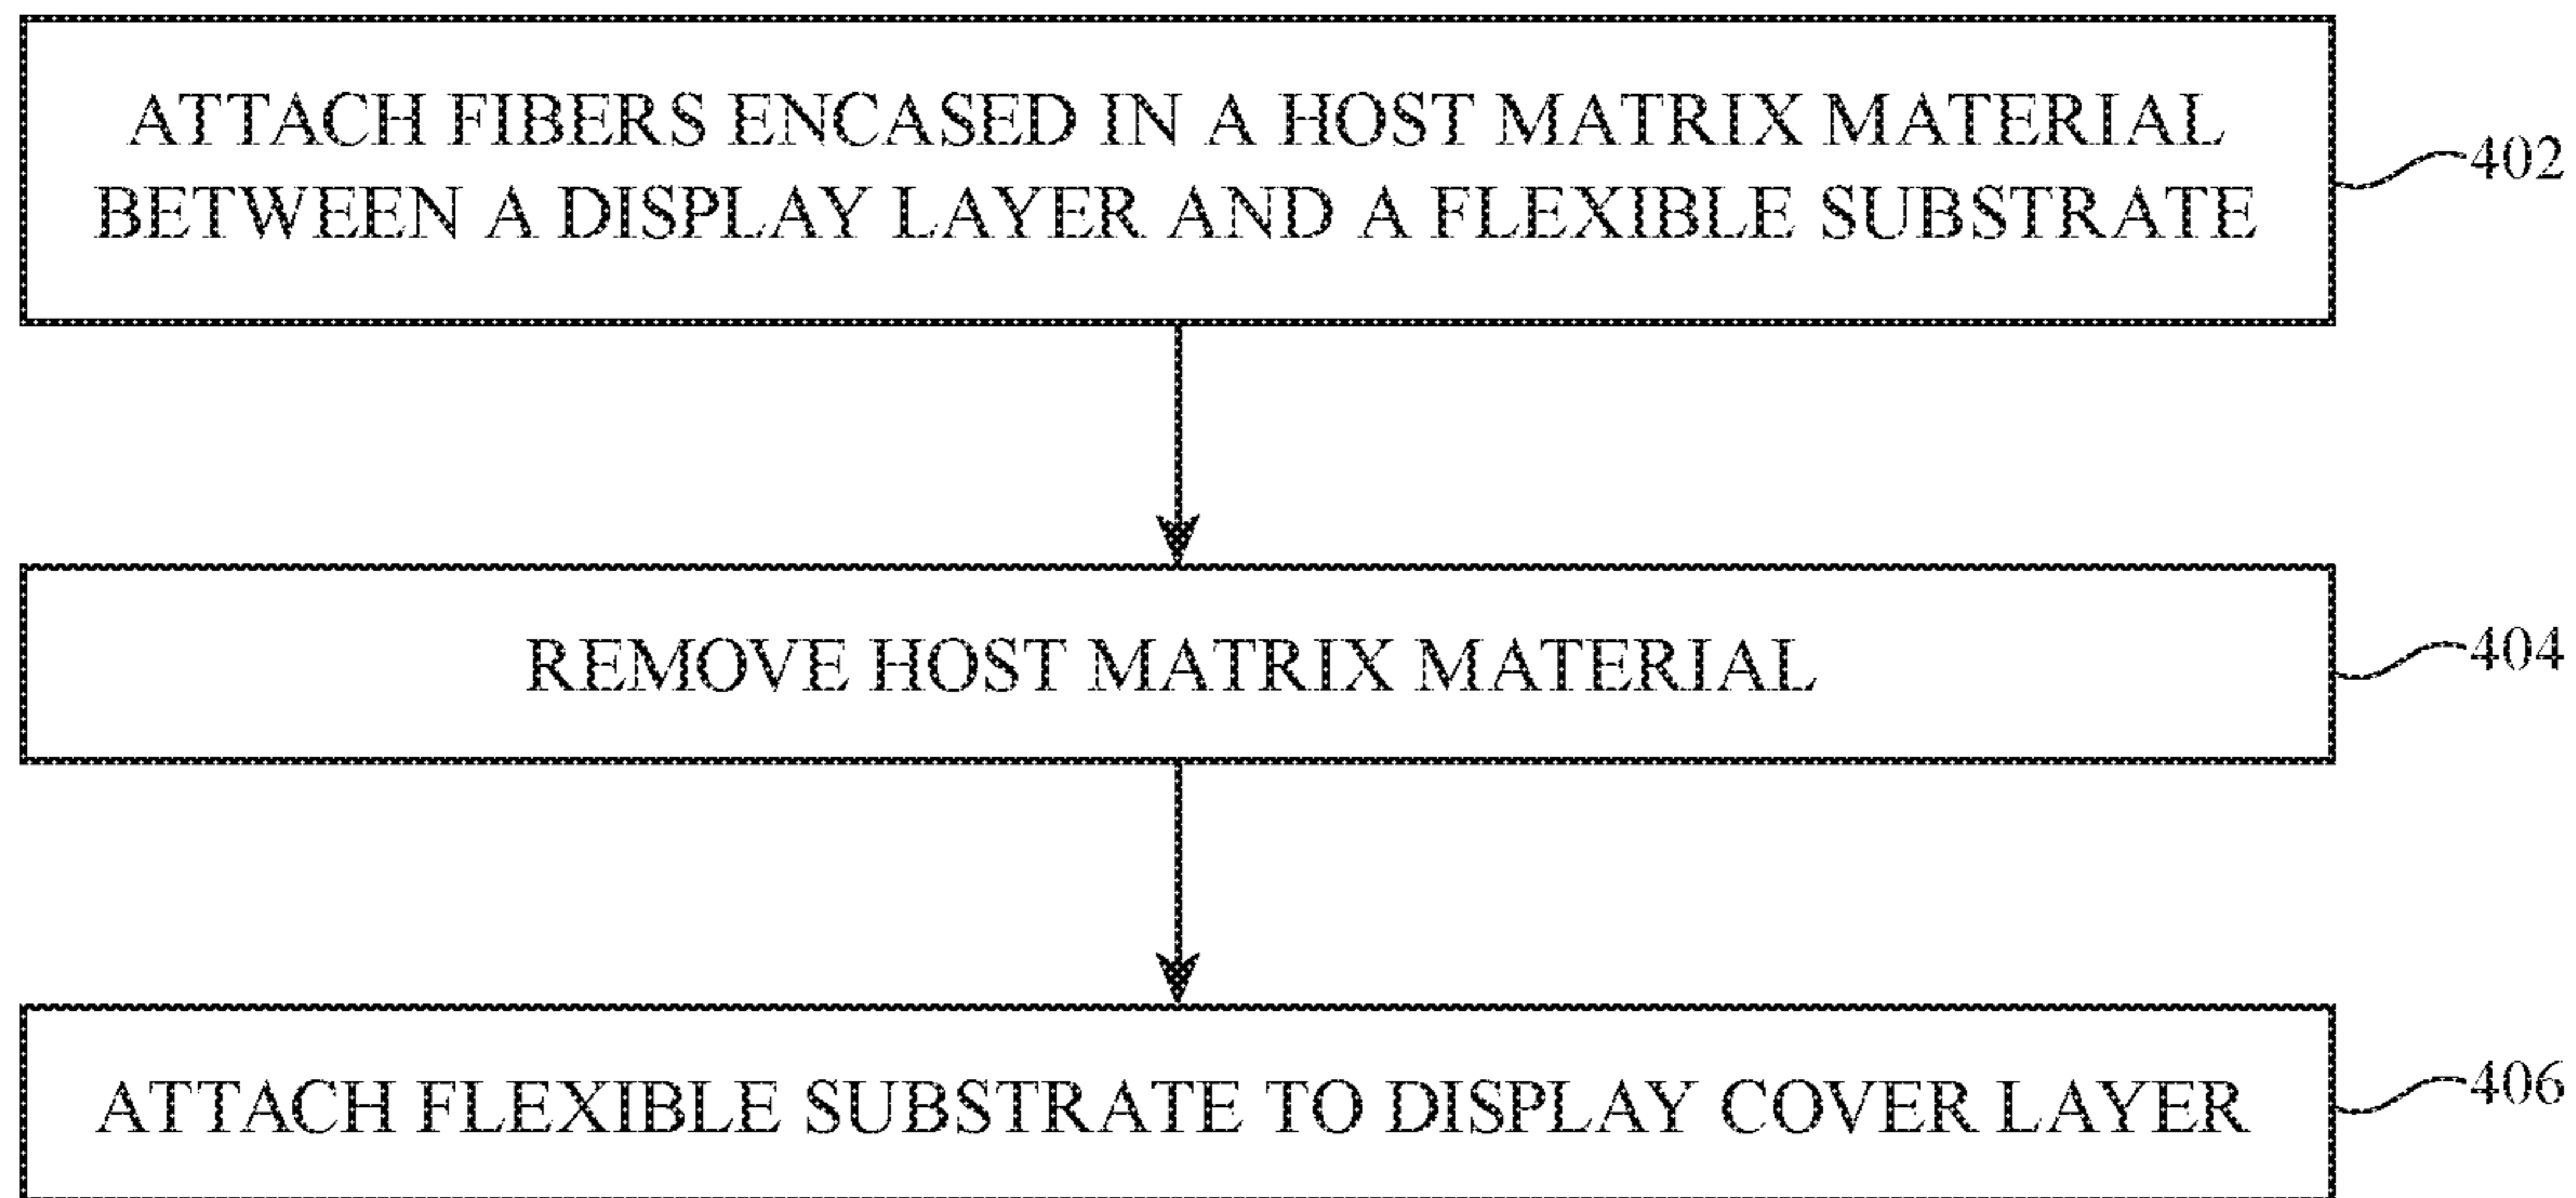 ATTACH FIBERS ENCASED IN A HOST MATRIX MATERIAL
BETWEEN A DISPLAY LAYER AND A FLEXIBLE SUBSTRATE
402
REMOVE HOST MATRIX MATERIAL
404
ATTACH FLEXIBLE SUBSTRATE TO DISPLAY COVER LAYER
406